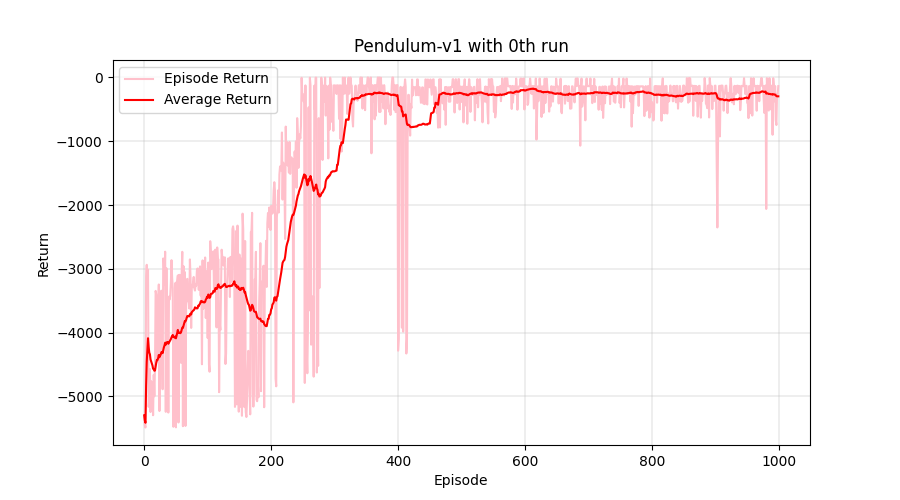 Pendulum-v1 with 0th run
Episode Return
Average Return
0
−1000
−2000
−3000
−4000
−5000
Return
0
200
400
600
800
1000
Episode